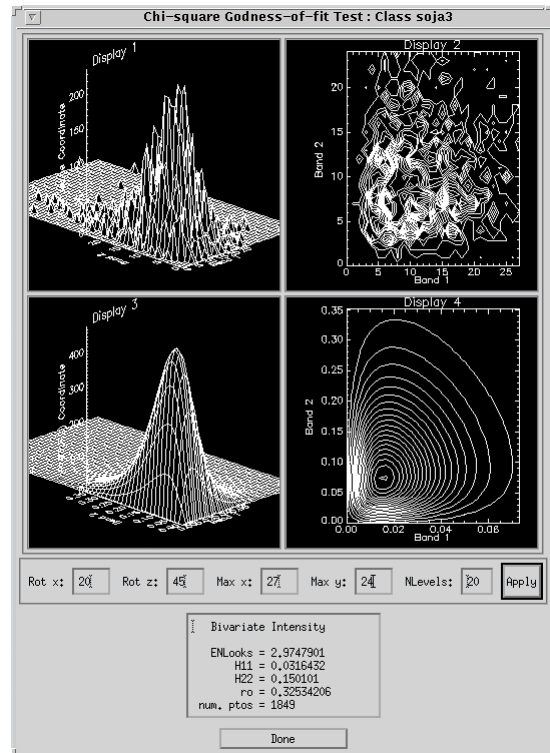 Chi-square Godness-of-fit Test : Class soja3
Display 1
200
150
Coordinate
Display 2
Band 2
20
15
10
5
0
0 5 10 15 20 25
Band 1
Display 3
400
300
200
Coordinate
Display 4
Band 2
0.35
0.30
0.25
0.20
0.15
0.10
0.05
0.00
0.00 0.02 0.04 0.06
Band 1
Rot x: 20 Rot z: 45 Max x: 27 Max y: 24 NLevels: 20 Apply
Bivariate Intensity
ENLooks = 2.9747901
H11 = 0.0316432
H22 = 0.150101
ro = 0.32534206
num. ptos = 1849
Done